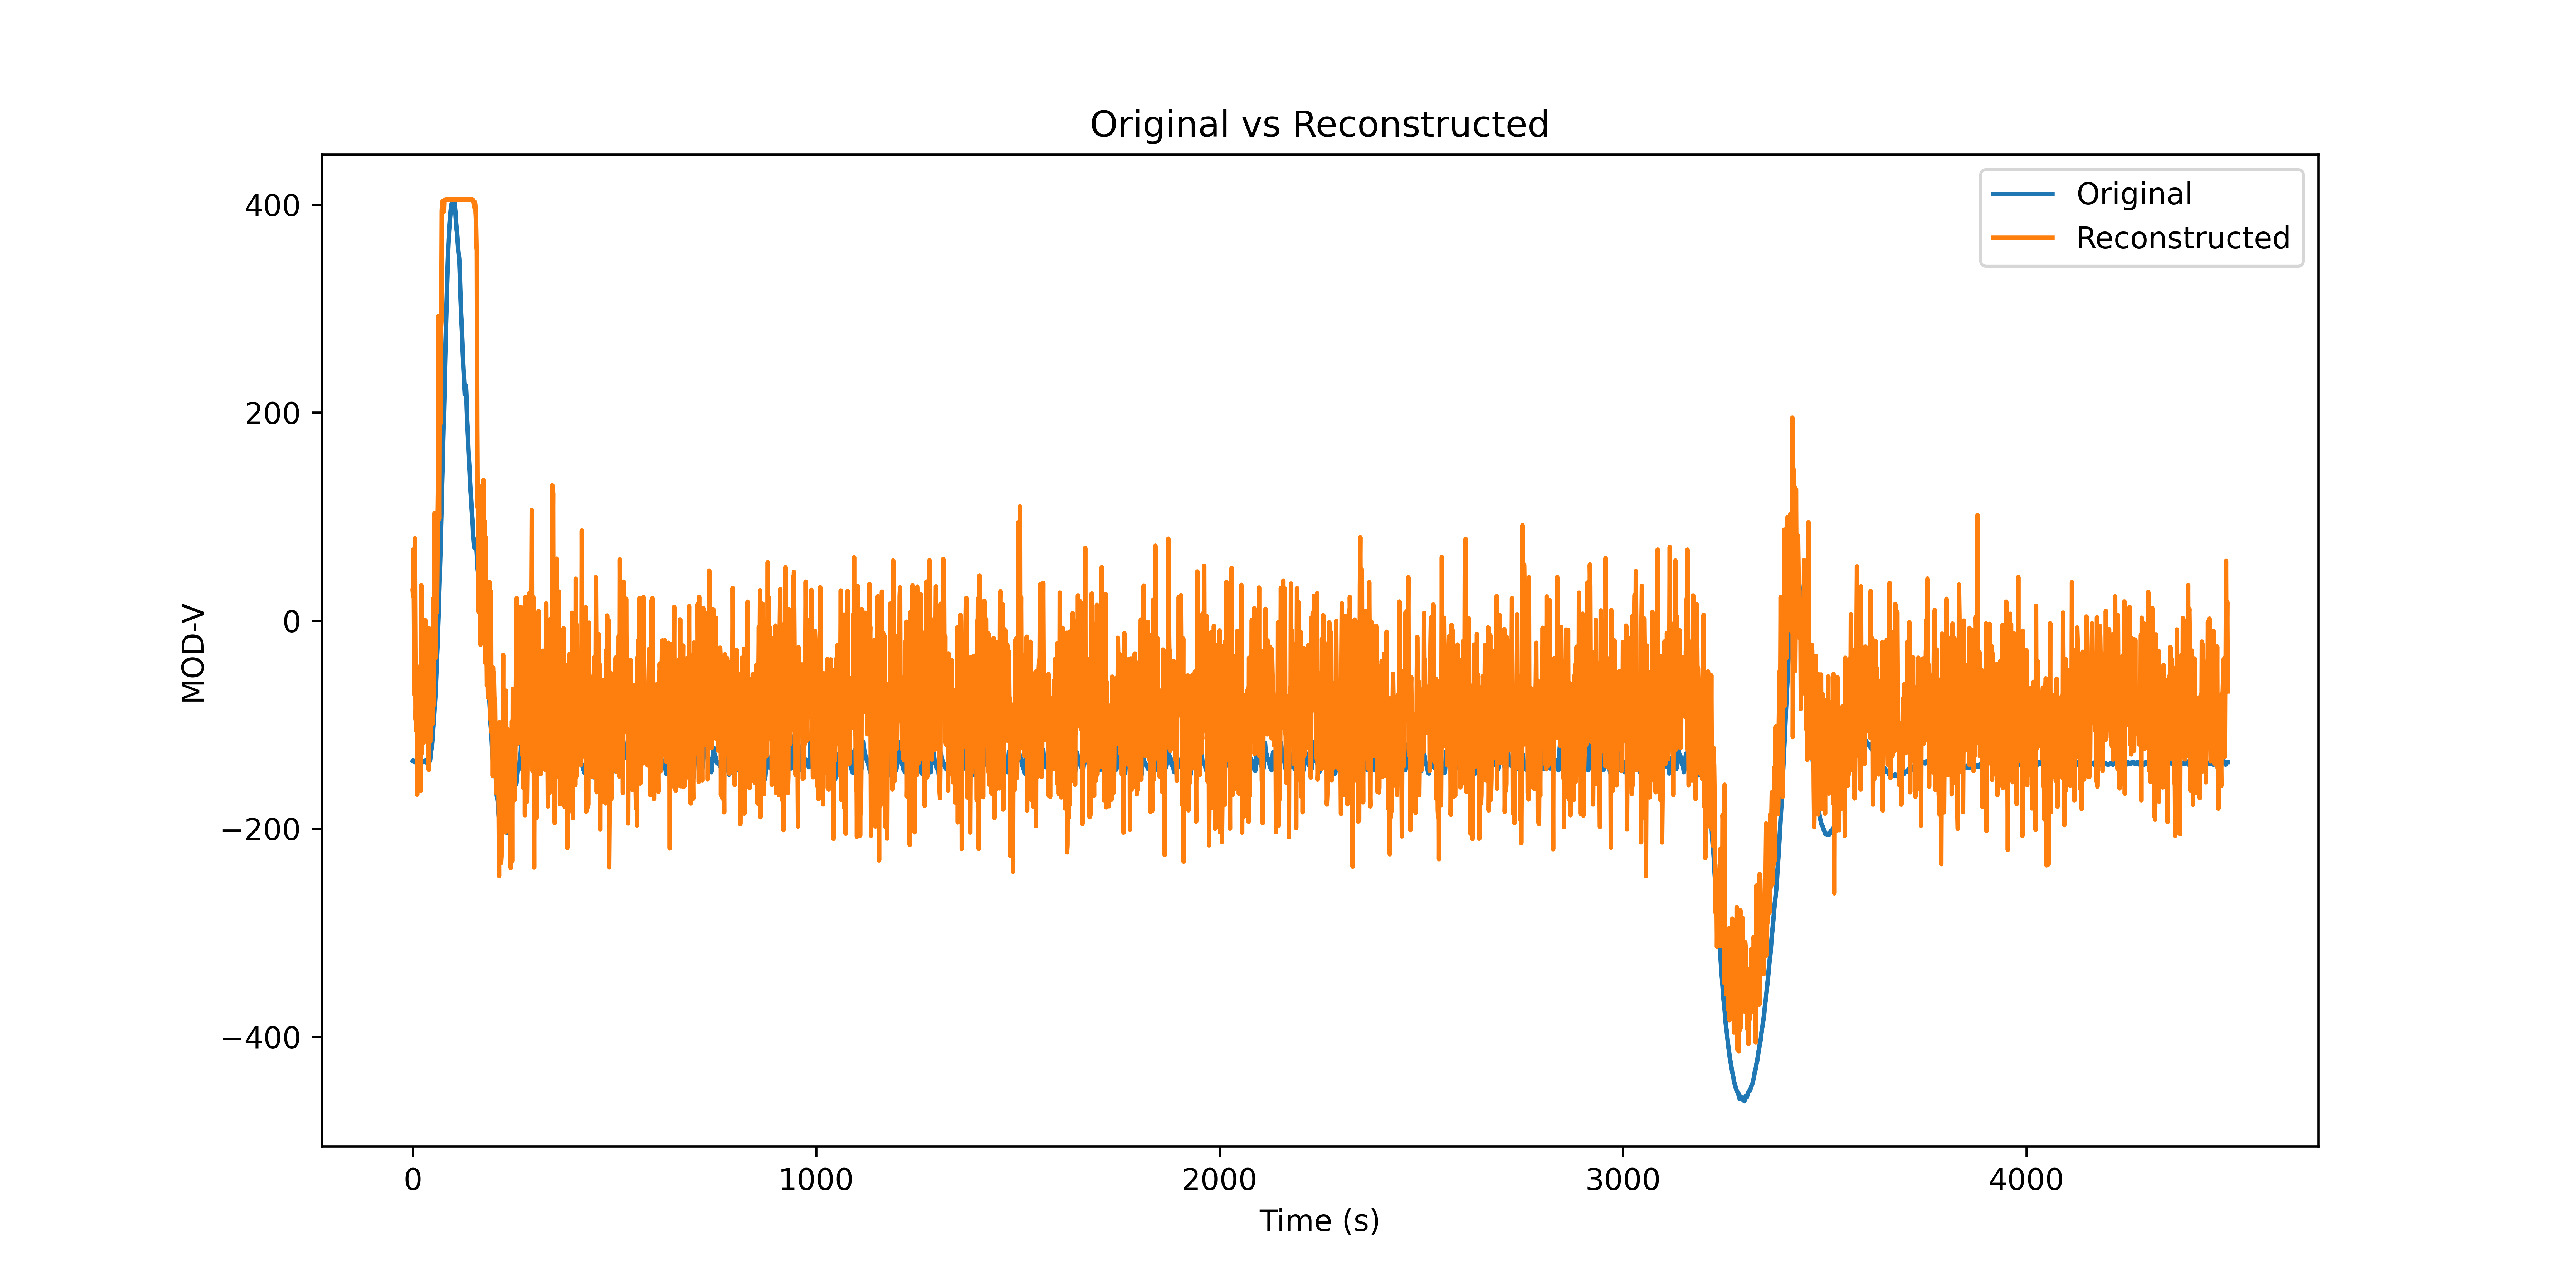 Original vs Reconstructed
Original
Reconstructed
400
200
0
−200
−400
MOD-V
0
1000
2000
3000
4000
Time (s)